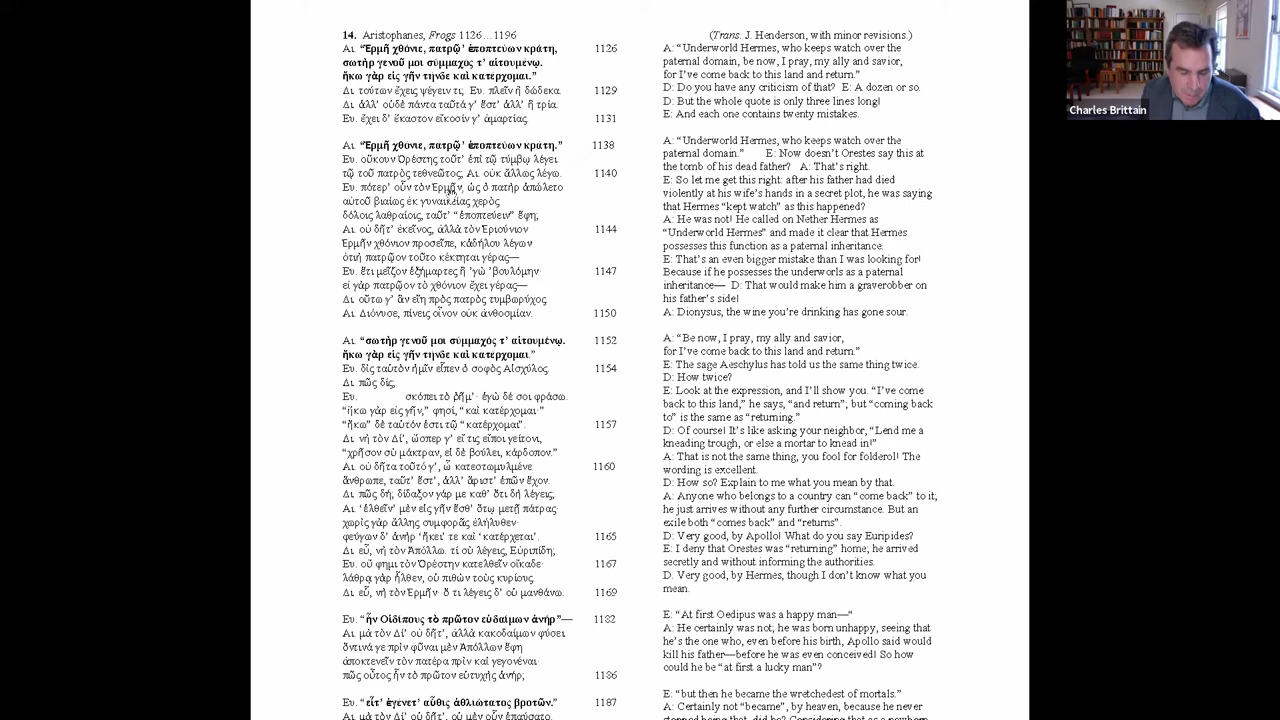 14. Aristophanes, Frogs 1126…1196
Αι. “Ἑρμῆ χθόνιε, πατρῷ’ ἐποπτεύων κράτη, 1126
σωτὴρ γενοῦ μοι σύμμαχός τ’ αἰτουμένῳ.
ἥκω γὰρ εἰς γῆν τήνδε καὶ κατέρχομαι.”
Δι. τούτων ἔχεις ψέγειν τι; Ευ. πλεῖν ἢ δώδεκα. 1129
Δι. ἀλλ’ οὐδὲ πάντα ταῦτά γ’ ἔστ’ ἀλλ’ ἢ τρία.
Ευ. ἔχει δ’ ἕκαστον εἴκοσίν γ’ ἁμαρτίας. 1131
Αι. “Ἑρμῆ χθόνιε, πατρῷ’ ἐποπτεύων κράτη.” 1138
Ευ. οὔκουν Ὀρέστης τοῦτ’ ἐπὶ τῷ τύμβῳ λέγει
τῷ τοῦ πατρὸς τεθνεῶτος; Αι. οὐκ ἄλλως λέγω. 1140
Ευ. πότερ’ οὖν τὸν Ἑρμῆν, ὡς ὁ πατὴρ ἀπώλετο
αὐτοῦ βιαίως ἐκ γυναικείας χερὸς
δόλοις λαθραίοις, ταῦτ’ “ἐποπτεύειν” ἔφη;
Αι. οὐ δῆτ’ ἐκεῖνος, ἀλλὰ τὸν Ἐριούνιον 1144
Ἑρμῆν χθόνιον προσεῖπε, κἀδήλου λέγων
ὁτιὴ πατρῷον τοῦτο κέκτηται γέρας—
Ευ. ἔτι μεῖζον ἐξήμαρτες ἢ ’γὼ ’βουλόμην· 1147
εἰ γὰρ πατρῷον τὸ χθόνιον ἔχει γέρας—
Δι. οὕτω γ’ ἂν εἴη πρὸς πατρὸς τυμβωρύχος.
Αι. Διόνυσε, πίνεις οἶνον οὐκ ἀνθοσμίαν. 1150
Αι. “σωτὴρ γενοῦ μοι σύμμαχός τ’ αἰτουμένῳ.
1152
ἥκω γὰρ εἰς γῆν τήνδε καὶ κατέρχομαι.”
Ευ. δὶς ταὐτὸν ἡμῖν εἶπεν ὁ σοφὸς Αἰσχύλος. 1154
Δι. πῶς δίς;
Ευ. σκόπει τὸ ῥῆμ’· ἐγὼ δέ σοι φράσω.
“ἥκω γὰρ εἰς γῆν,” φησί, “καὶ κατέρχομαι·”
“ἥκω” δὲ ταὐτόν ἐστι τῷ “κατέρχομαι”. 1157
Δι. νὴ τὸν Δί’, ὥσπερ γ’ εἴ τις εἴποι γείτονι,
“χρῆσον σὺ μάκτραν, εἰ δὲ βούλει, κάρδοπον.”
Αι. οὐ δῆτα τοῦτό γ’, ὦ κατεστωμυλμένε 1160
ἄνθρωπε, ταὔτ’ ἔστ’, ἀλλ’ ἄριστ’ ἐπῶν ἔχον.
Δι. πῶς δή; δίδαξον γάρ με καθ’ ὅτι δὴ λέγεις;
Αι. ‘ἐλθεῖν’ μὲν εἰς γῆν ἔσθ’ ὅτῳ μετῇ πάτρας·
χωρὶς γὰρ ἄλλης συμφορᾶς ἐλήλυθεν·
φεύγων δ’ ἀνὴρ ‘ἥκει’ τε καὶ ‘κατέρχεται’. 1165
Δι. εὖ, νὴ τὸν Ἀπόλλω. τί σὺ λέγεις, Εὐριπίδη;
Ευ. οὔ φημι τὸν Ὀρέστην κατελθεῖν οἴκαδε· 1167
λάθρᾳ γὰρ ἦλθεν, οὐ πιθὼν τοὺς κυρίους.
Δι. εὖ, νὴ τὸν Ἑρμῆν· ὅ τι λέγεις δ’ οὐ μανθάνω. 1169
Ευ. “ἦν Οἰδίπους τὸ πρῶτον εὐδαίμων ἀνήρ”— 1182
Αι. μὰ τὸν Δί’ οὐ δῆτ’, ἀλλὰ κακοδαίμων φύσει.
ὅντινά γε πρὶν φῦναι μὲν Ἁπόλλων ἔφη
ἀποκτενεῖν τὸν πατέρα πρὶν καὶ γεγονέναι·
πῶς οὗτος ἦν τὸ πρῶτον εὐτυχὴς ἀνήρ; 1186
Ευ. “εἶτ’ ἐγένετ’ αὖθις ἀθλιώτατος βροτῶν.” 1187
Αι. μὰ τὸν Δί’ οὐ δῆτ’, οὐ μὲν οὖν ἐπαύσατο.
(Trans. J. Henderson, with minor revisions.)
A: “Underworld Hermes, who keeps watch over the
paternal domain, be now, I pray, my ally and savior,
for I’ve come back to this land and return.”
D: Do you have any criticism of that? E: A dozen or so.
D: But the whole quote is only three lines long!
E: And each one contains twenty mistakes.
A: “Underworld Hermes, who keeps watch over the
paternal domain.” E: Now doesn’t Orestes say this at
the tomb of his dead father? A: That’s right.
E: So let me get this right: after his father had died
violently at his wife’s hands in a secret plot, he was saying
that Hermes “kept watch” as this happened?
A: He was not! He called on Nether Hermes as
“Underworld Hermes” and made it clear that Hermes
possesses this function as a paternal inheritance.
E: That’s an even bigger mistake than I was looking for!
Because if he possesses the underworls as a paternal
inheritance— D: That would make him a graverobber on
his father’s side!
A: Dionysus, the wine you’re drinking has gone sour.
A: “Be now, I pray, my ally and savior,
for I’ve come back to this land and return.”
E: The sage Aeschylus has told us the same thing twice.
D: How twice?
E: Look at the expression, and I’ll show you. “I’ve come
back to this land,” he says, “and return”; but “coming back
to” is the same as “returning.”
D: Of course! It’s like asking your neighbor, “Lend me a
kneading trough, or else a mortar to knead in!”
A: That is not the same thing, you fool for folderol! The
wording is excellent.
D: How so? Explain to me what you mean by that.
A: Anyone who belongs to a country can “come back” to it;
he just arrives without any further circumstance. But an
exile both “comes back” and “returns”.
D: Very good, by Apollo! What do you say Euripides?
E: I deny that Orestes was “returning” home; he arrived
secretly and without informing the authorities.
D. Very good, by Hermes, though I don’t know what you
mean.
E: “At first Oedipus was a happy man—“
A: He certainly was not; he was born unhappy, seeing that
he’s the one who, even before his birth, Apollo said would
kill his father—before he was even conceived! So how
could he be “at first a lucky man”?
E: “but then he became the wretchedest of mortals.”
A: Certainly not “became”, by heaven, because he never
stopped being that, did he? Considering that as a newborn
Charles Brittain